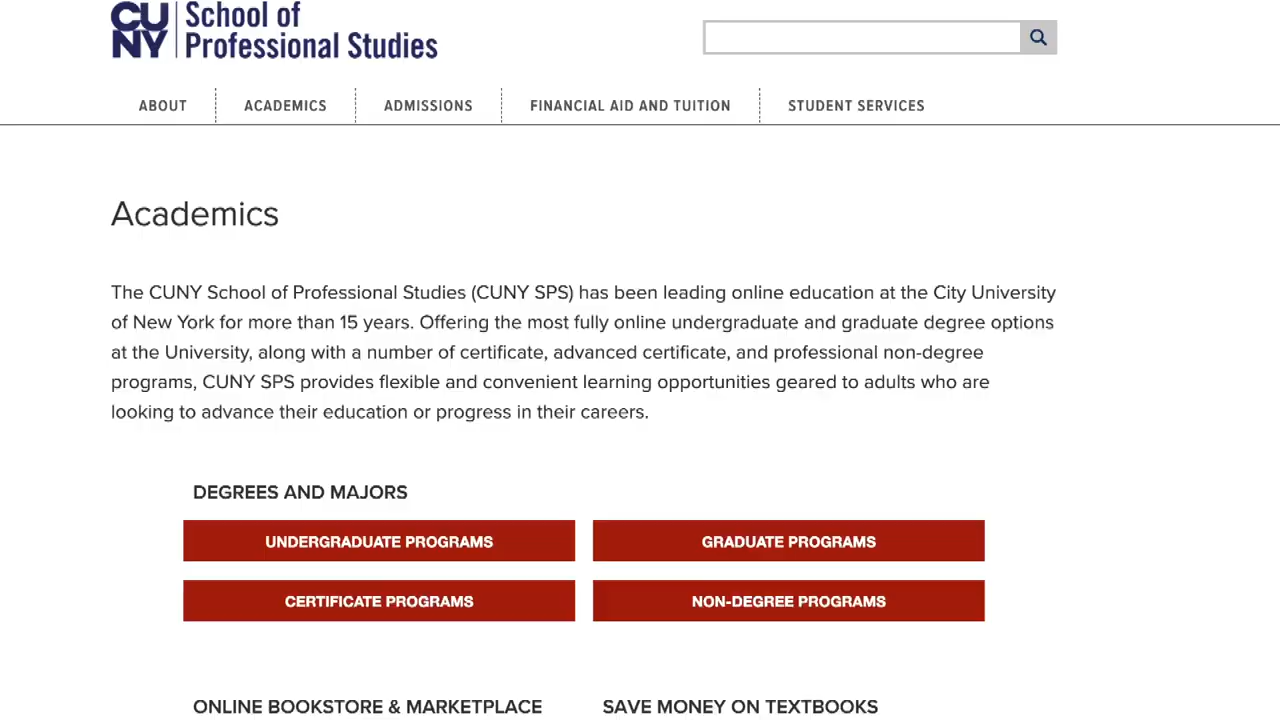 CUNY School of
Professional Studies
ABOUT ACADEMICS ADMISSIONS FINANCIAL AID AND TUITION STUDENT SERVICES
Academics
The CUNY School of Professional Studies (CUNY SPS) has been leading online education at the City University
of New York for more than 15 years. Offering the most fully online undergraduate and graduate degree options
at the University, along with a number of certificate, advanced certificate, and professional non-degree
programs, CUNY SPS provides flexible and convenient learning opportunities geared to adults who are
looking to advance their education or progress in their careers.
DEGREES AND MAJORS
UNDERGRADUATE PROGRAMS GRADUATE PROGRAMS
CERTIFICATE PROGRAMS NON-DEGREE PROGRAMS
ONLINE BOOKSTORE & MARKETPLACE SAVE MONEY ON TEXTBOOKS